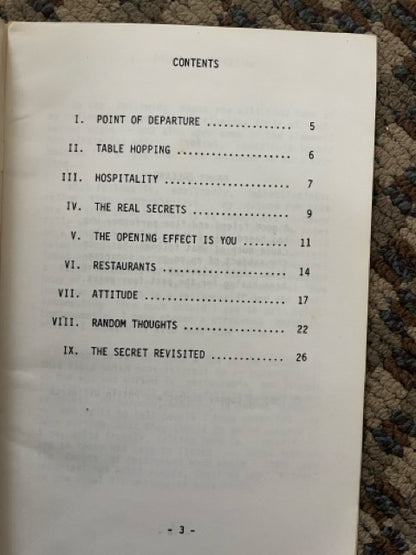 CONTENTS
I. POINT OF DEPARTURE ............... 5
II. TABLE HOPPING .................... 6
III. HOSPITALITY ...................... 7
IV. THE REAL SECRETS ................. 9
V. THE OPENING EFFECT IS YOU ........ 11
VI. RESTAURANTS ...................... 14
VII. ATTITUDE ......................... 17
VIII. RANDOM THOUGHTS .................. 22
IX. THE SECRET REVISITED ............. 26
- 3 -